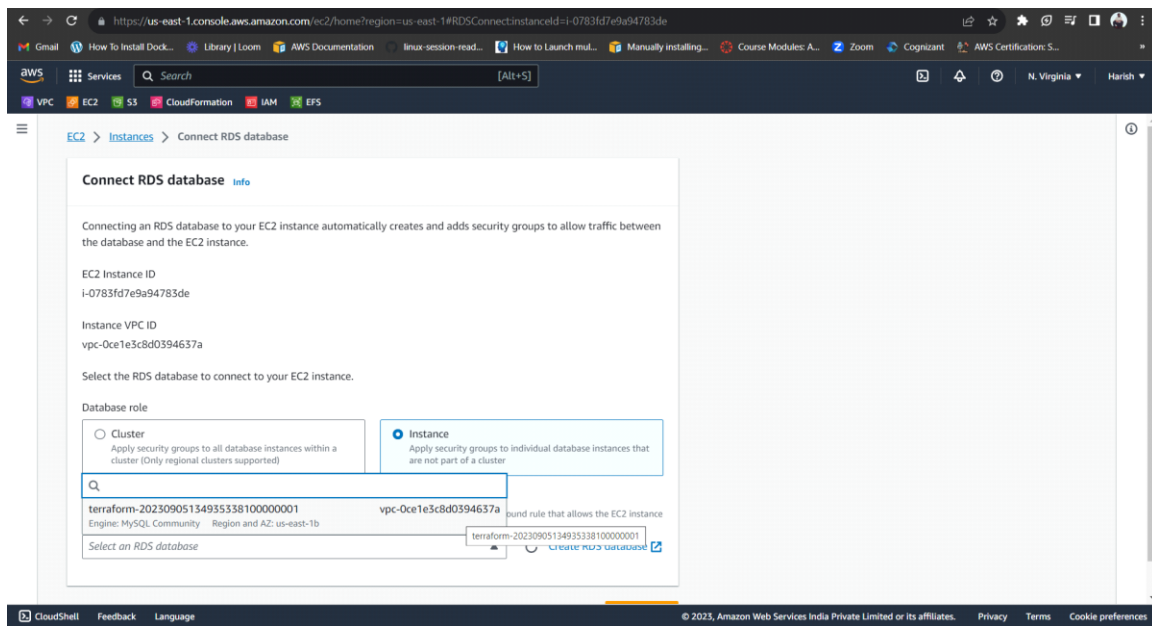 https://us-east-1.console.aws.amazon.com/ec2/home?region=us-east-1#RDSConnect:instanceId=i-0783fd7e9a94783de
Gmail How To Install Dock... Library | Loom AWS Documentation linux-session-read... How to Launch mul... Manually installing... Course Modules: A... Zoom Cognizant AWS Certification: S... »
aws Services Search [Alt+S] N. Virginia ▼ Harish ▼
VPC EC2 S3 CloudFormation IAM EFS
EC2 > Instances > Connect RDS database
Connect RDS database Info
Connecting an RDS database to your EC2 instance automatically creates and adds security groups to allow traffic between
the database and the EC2 instance.
EC2 Instance ID
i-0783fd7e9a94783de
Instance VPC ID
vpc-0ce1e3c8d0394637a
Select the RDS database to connect to your EC2 instance.
Database role
Cluster
Apply security groups to all database instances within a
cluster (Only regional clusters supported)
Instance
Apply security groups to individual database instances that
are not part of a cluster
terraform-20230905134935338100000001 vpc-0ce1e3c8d0394637a
Engine: MySQL Community Region and AZ: us-east-1b
ound rule that allows the EC2 instance
terraform-20230905134935338100000001
Select an RDS database
Create RDS database
CloudShell Feedback Language © 2023, Amazon Web Services India Private Limited or its affiliates. Privacy Terms Cookie preferences